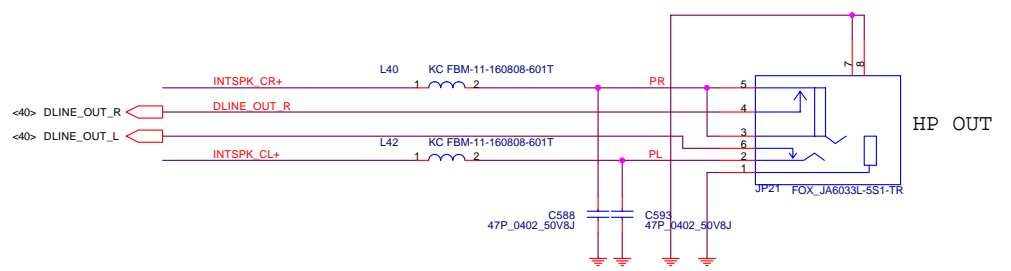 7 8
L40 KC FBM-11-160808-601T
INTSPK_CR+ 1 2 PR 5
<40> DLINE_OUT_R DLINE_OUT_R 4
HP OUT
<40> DLINE_OUT_L 3
L42 KC FBM-11-160808-601T 6
INTSPK_CL+ 1 2 PL 2
1
JP21 FOX_JA6033L-5S1-TR
C588 C593
47P_0402_50V8J 47P_0402_50V8J